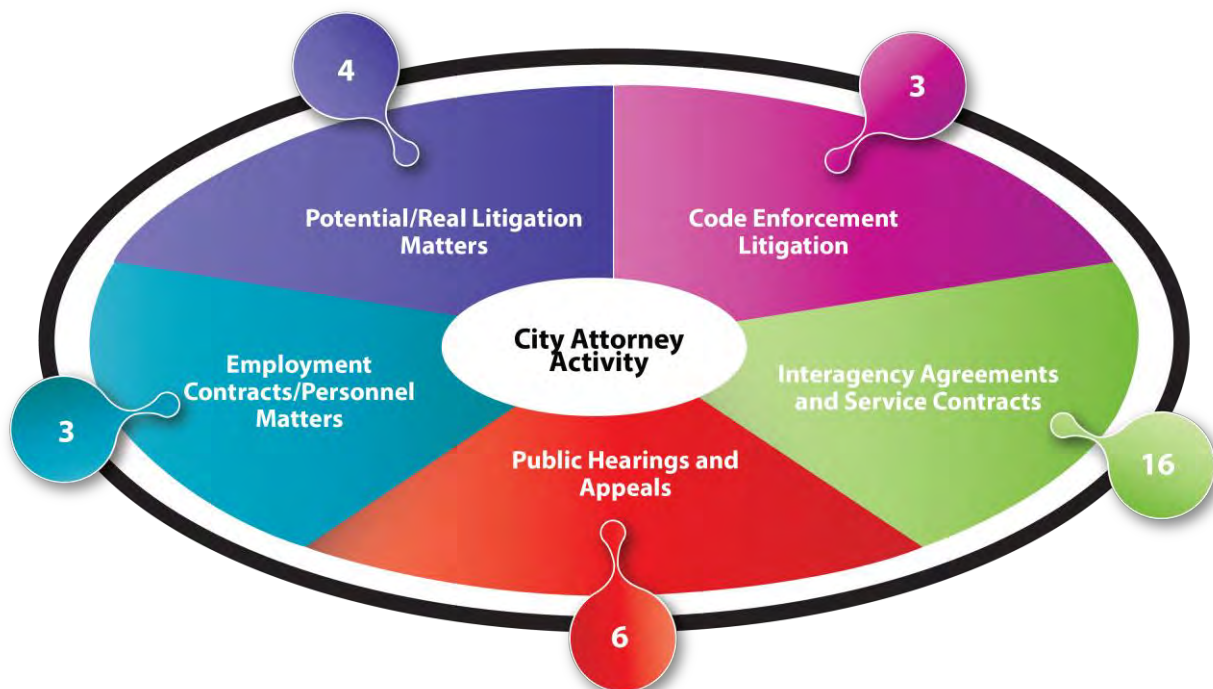 4
3
Potential/Real Litigation
Matters
Code Enforcement
Litigation
City Attorney
Activity
Employment
Contracts/Personnel
Matters
Interagency Agreements
and Service Contracts
3
16
Public Hearings and
Appeals
6